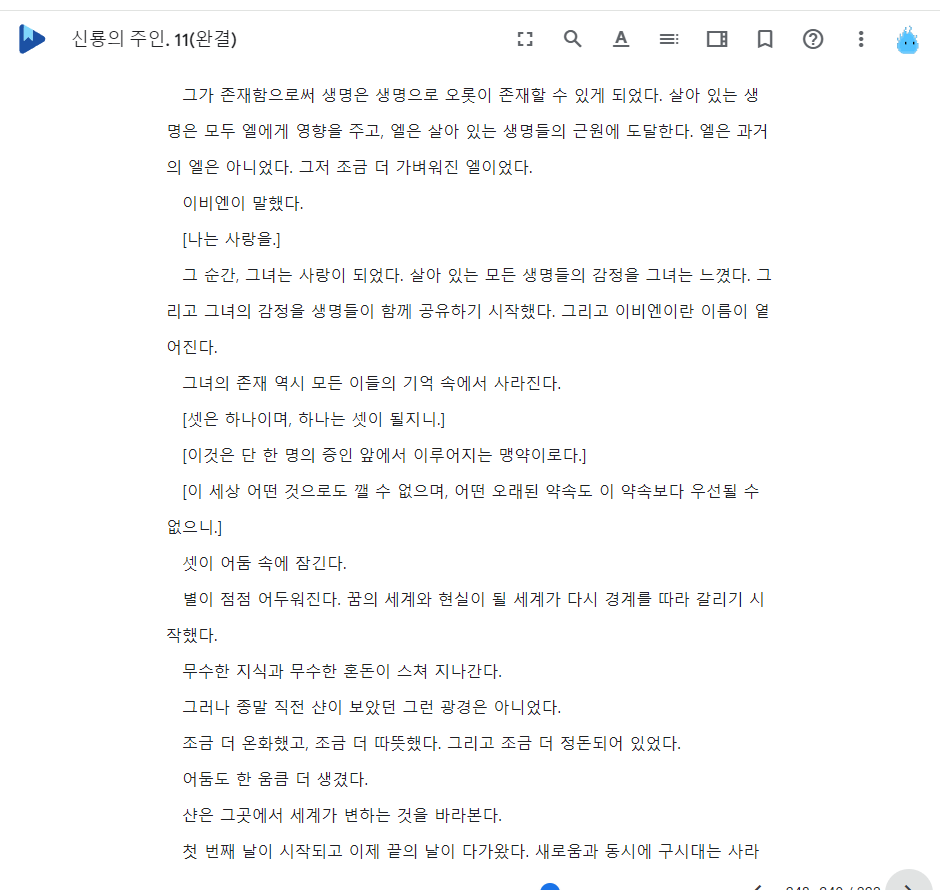 신룡의 주인. 11(완결)
그가 존재함으로써 생명은 생명으로 오롯이 존재할 수 있게 되었다. 살아 있는 생
명은 모두 엘에게 영향을 주고, 엘은 살아 있는 생명들의 근원에 도달한다. 엘은 과거
의 엘은 아니었다. 그저 조금 더 가벼워진 엘이었다.
이비엔이 말했다.
[나는 사랑을.]
그 순간, 그녀는 사랑이 되었다. 살아 있는 모든 생명들의 감정을 그녀는 느꼈다. 그
리고 그녀의 감정을 생명들이 함께 공유하기 시작했다. 그리고 이비엔이란 이름이 옅
어진다.
그녀의 존재 역시 모든 이들의 기억 속에서 사라진다.
[셋은 하나이며, 하나는 셋이 될지니.]
[이것은 단 한 명의 증인 앞에서 이루어지는 맹약이로다.]
[이 세상 어떤 것으로도 깰 수 없으며, 어떤 오래된 약속도 이 약속보다 우선될 수
없으니.]
셋이 어둠 속에 잠긴다.
별이 점점 어두워진다. 꿈의 세계와 현실이 될 세계가 다시 경계를 따라 갈리기 시
작했다.
무수한 지식과 무수한 혼돈이 스쳐 지나간다.
그러나 종말 직전 샨이 보았던 그런 광경은 아니었다.
조금 더 온화했고, 조금 더 따뜻했다. 그리고 조금 더 정돈되어 있었다.
어둠도 한 움큼 더 생겼다.
샨은 그곳에서 세계가 변하는 것을 바라본다.
첫 번째 날이 시작되고 이제 끝의 날이 다가왔다. 새로움과 동시에 구시대는 사라